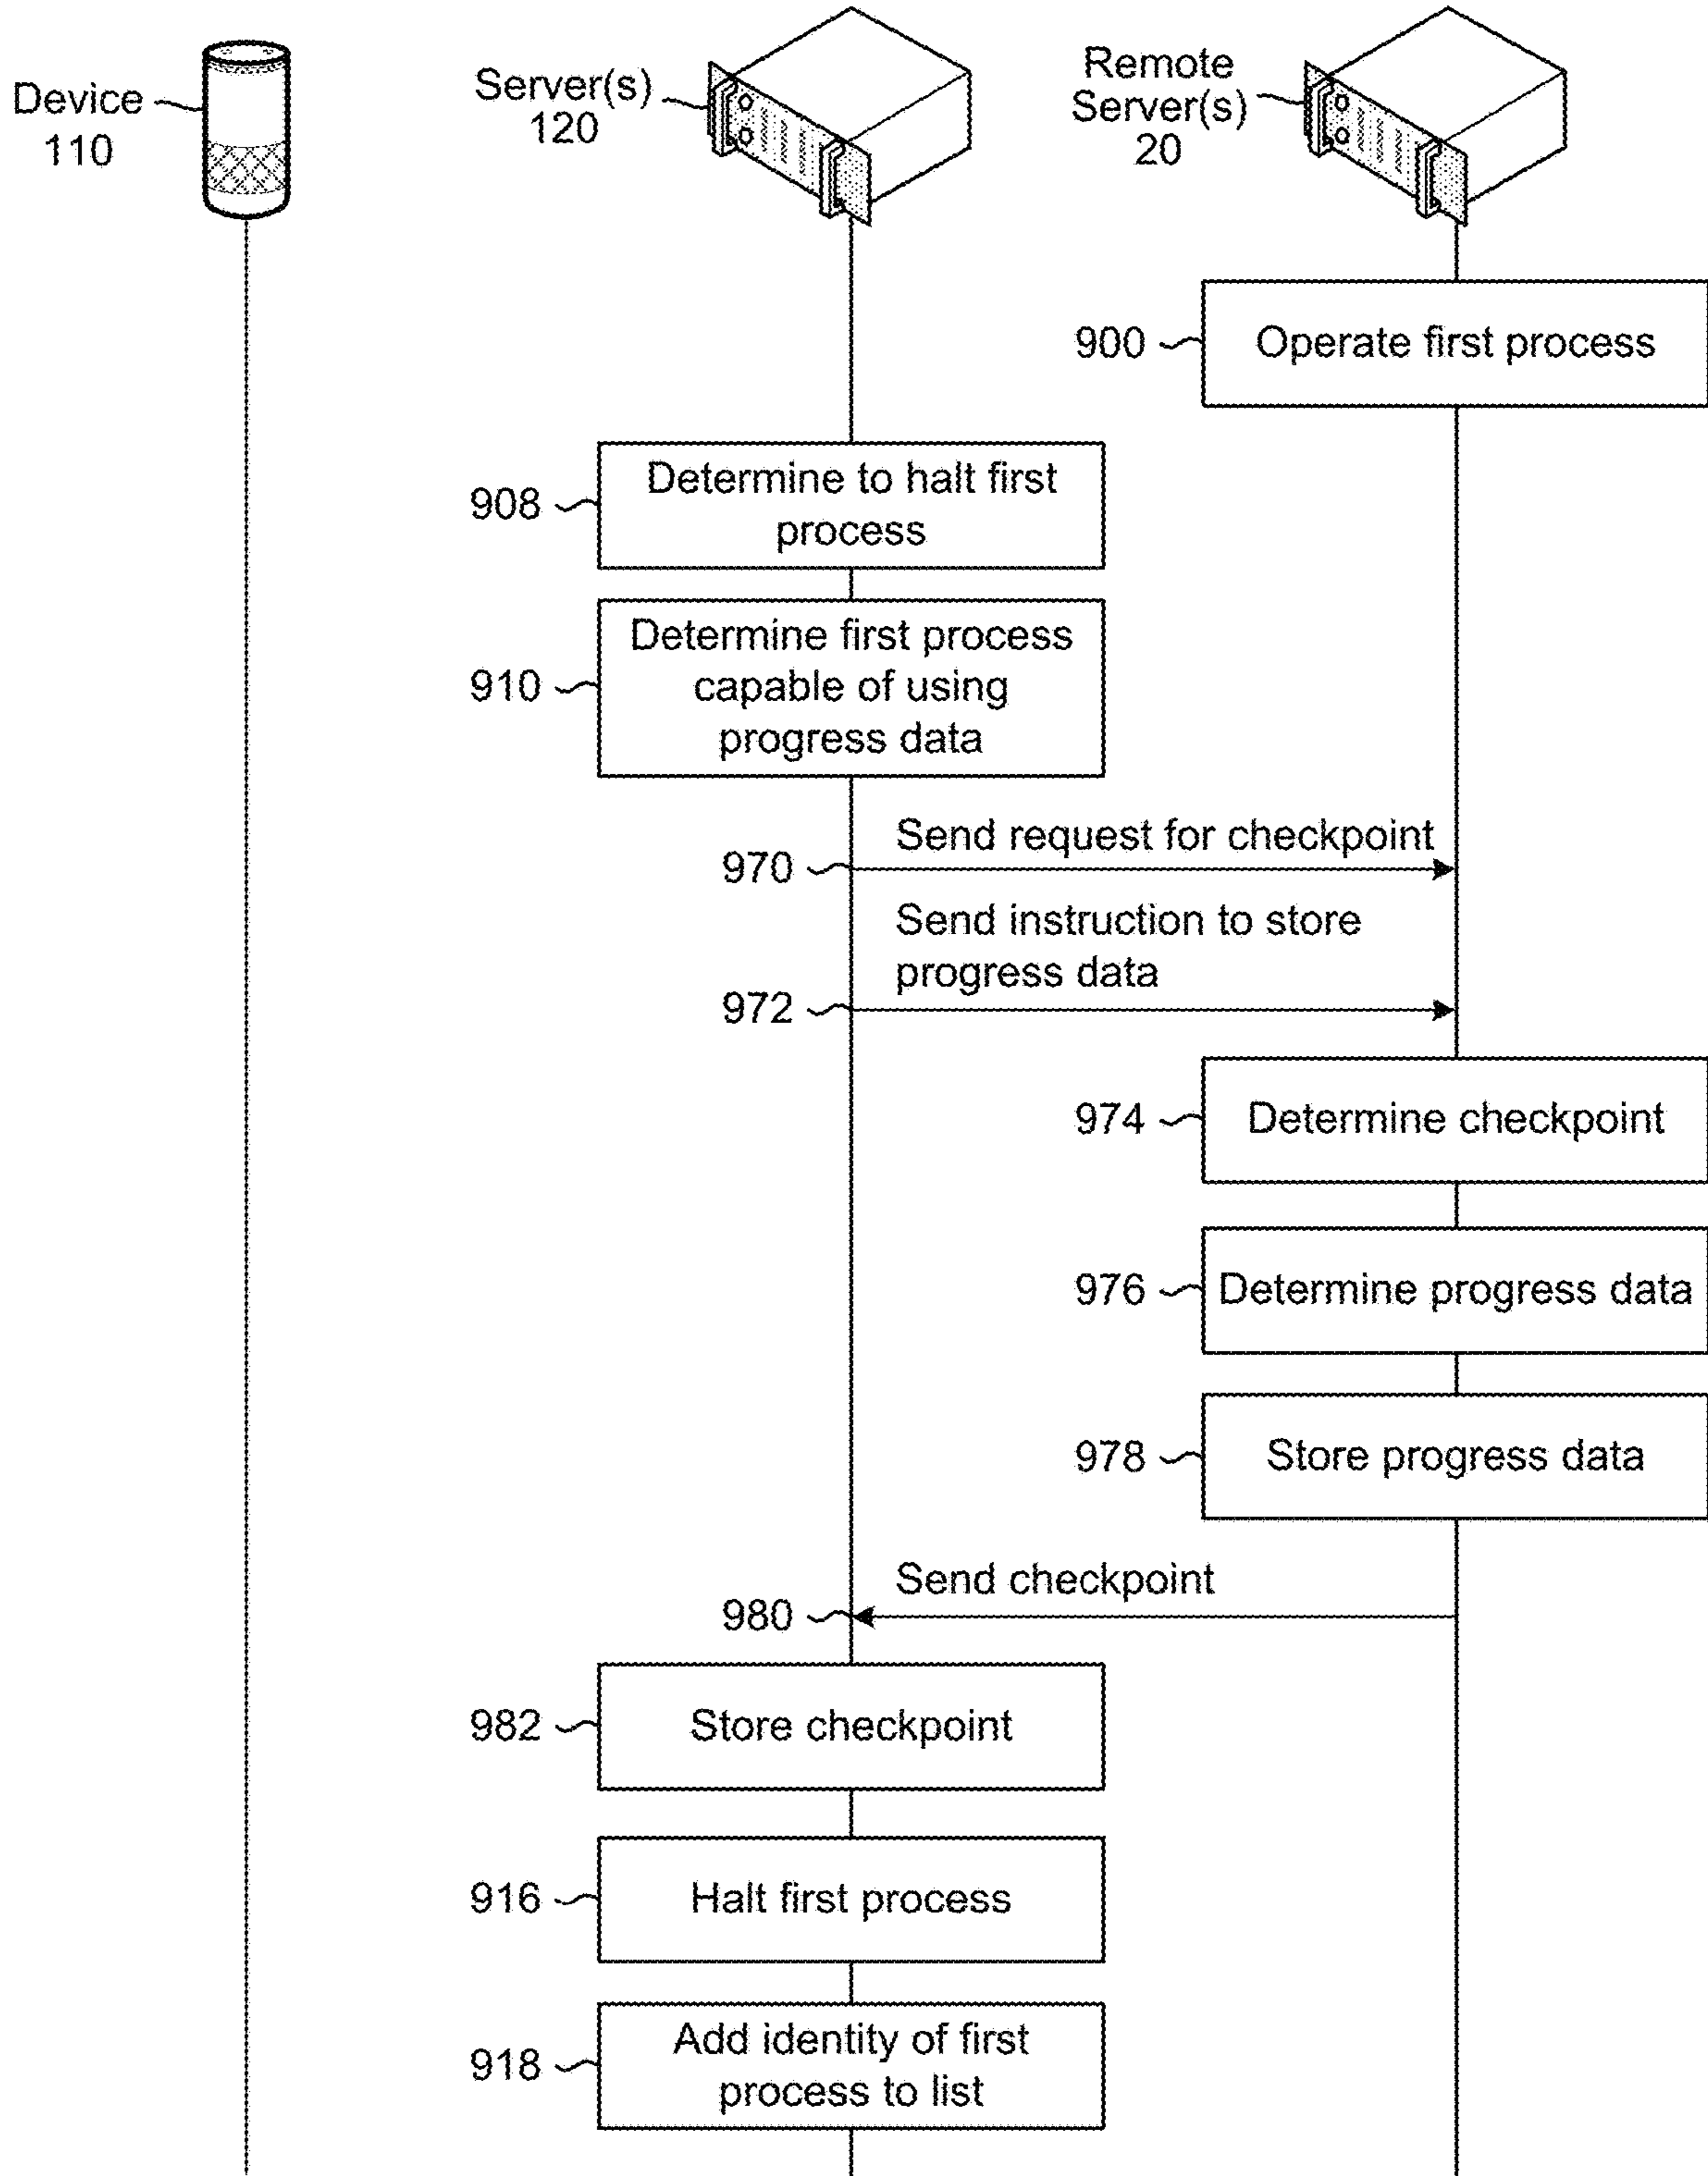 Device
110
Server(s)
120
Remote
Server(s)
20
900
Operate first process
908
Determine to halt first
process
910
Determine first process
capable of using
progress data
Send request for checkpoint
970
Send instruction to store
progress data
972
974
Determine checkpoint
976
Determine progress data
978
Store progress data
Send checkpoint
980
982
Store checkpoint
916
Halt first process
918
Add identity of first
process to list